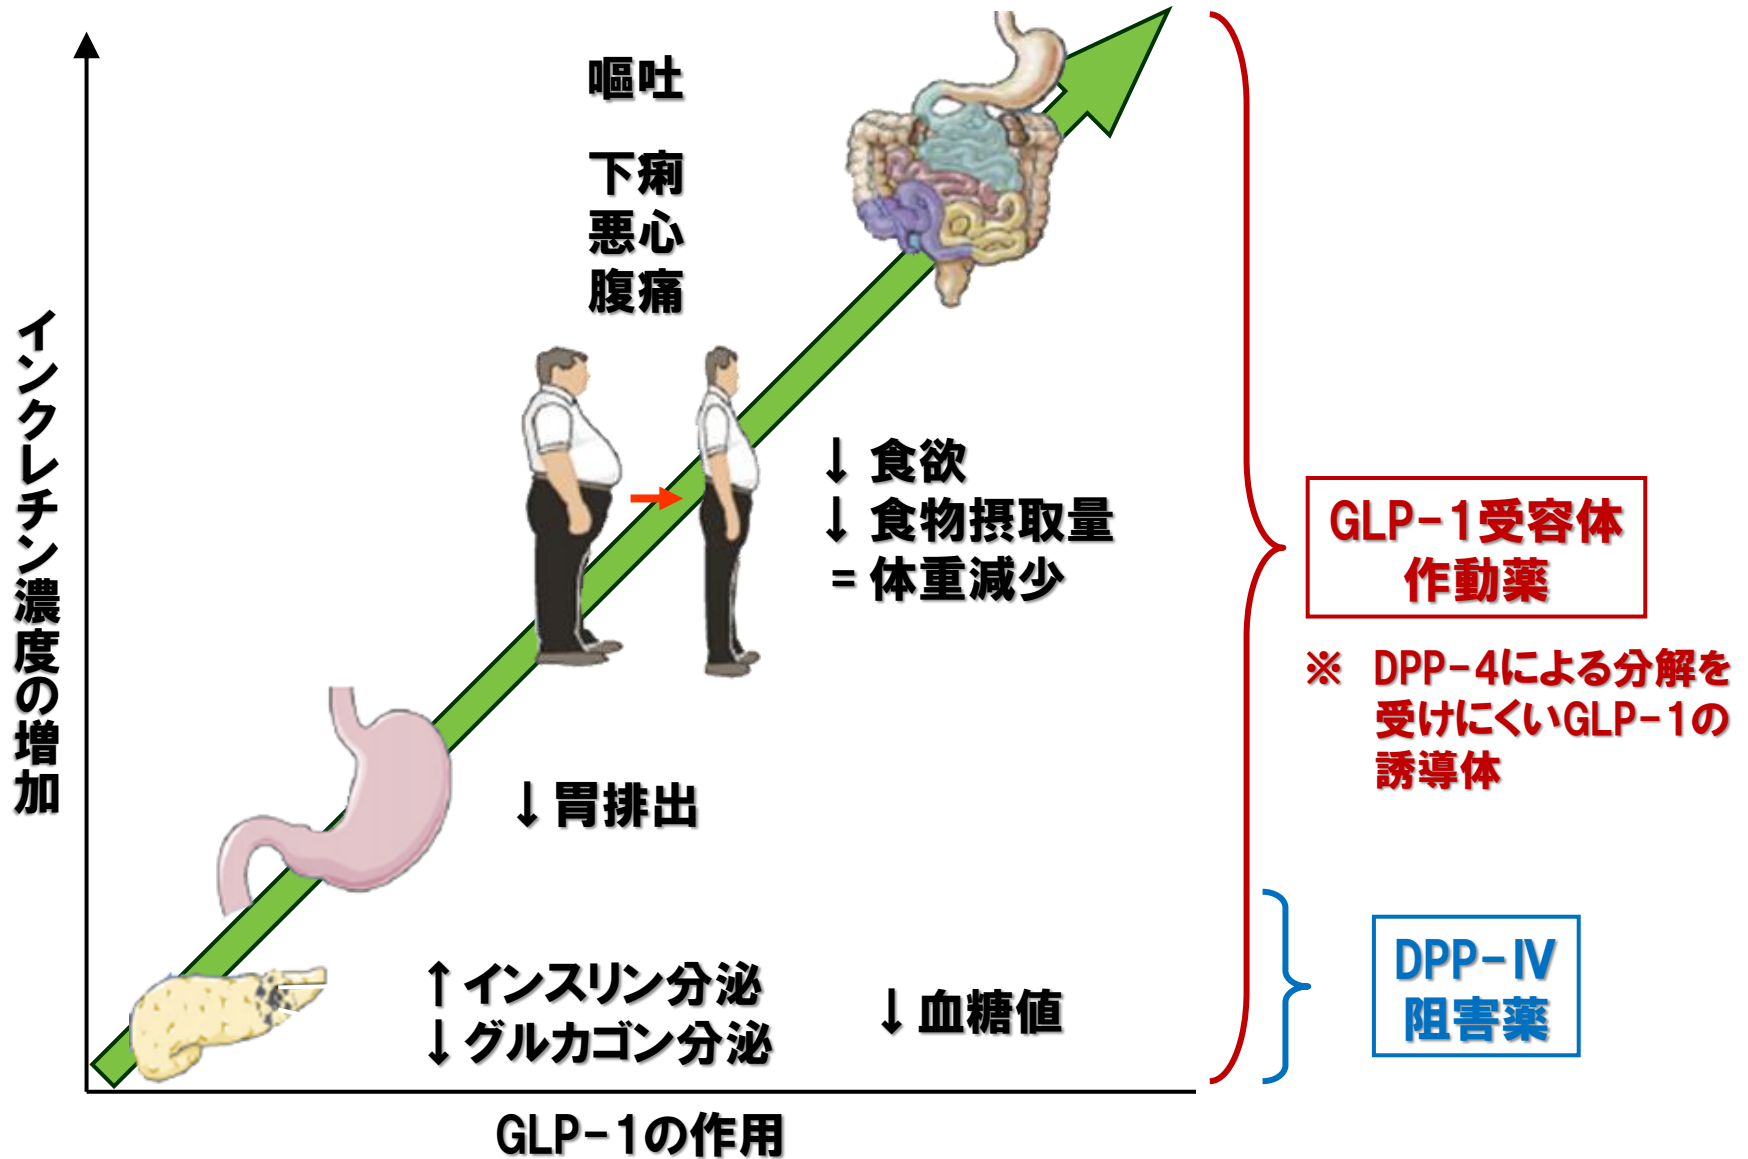 嘔吐
下痢
悪心
腹痛
インクレチン濃度の増加
↓ 食欲
↓ 食物摂取量
= 体重減少
↓ 胃排出
↑ インスリン分泌
↓ グルカゴン分泌
↓ 血糖値
GLP-1の作用
GLP-1受容体
作動薬
※ DPP-4による分解を
受けにくいGLP-1の
誘導体
DPP-Ⅳ
阻害薬